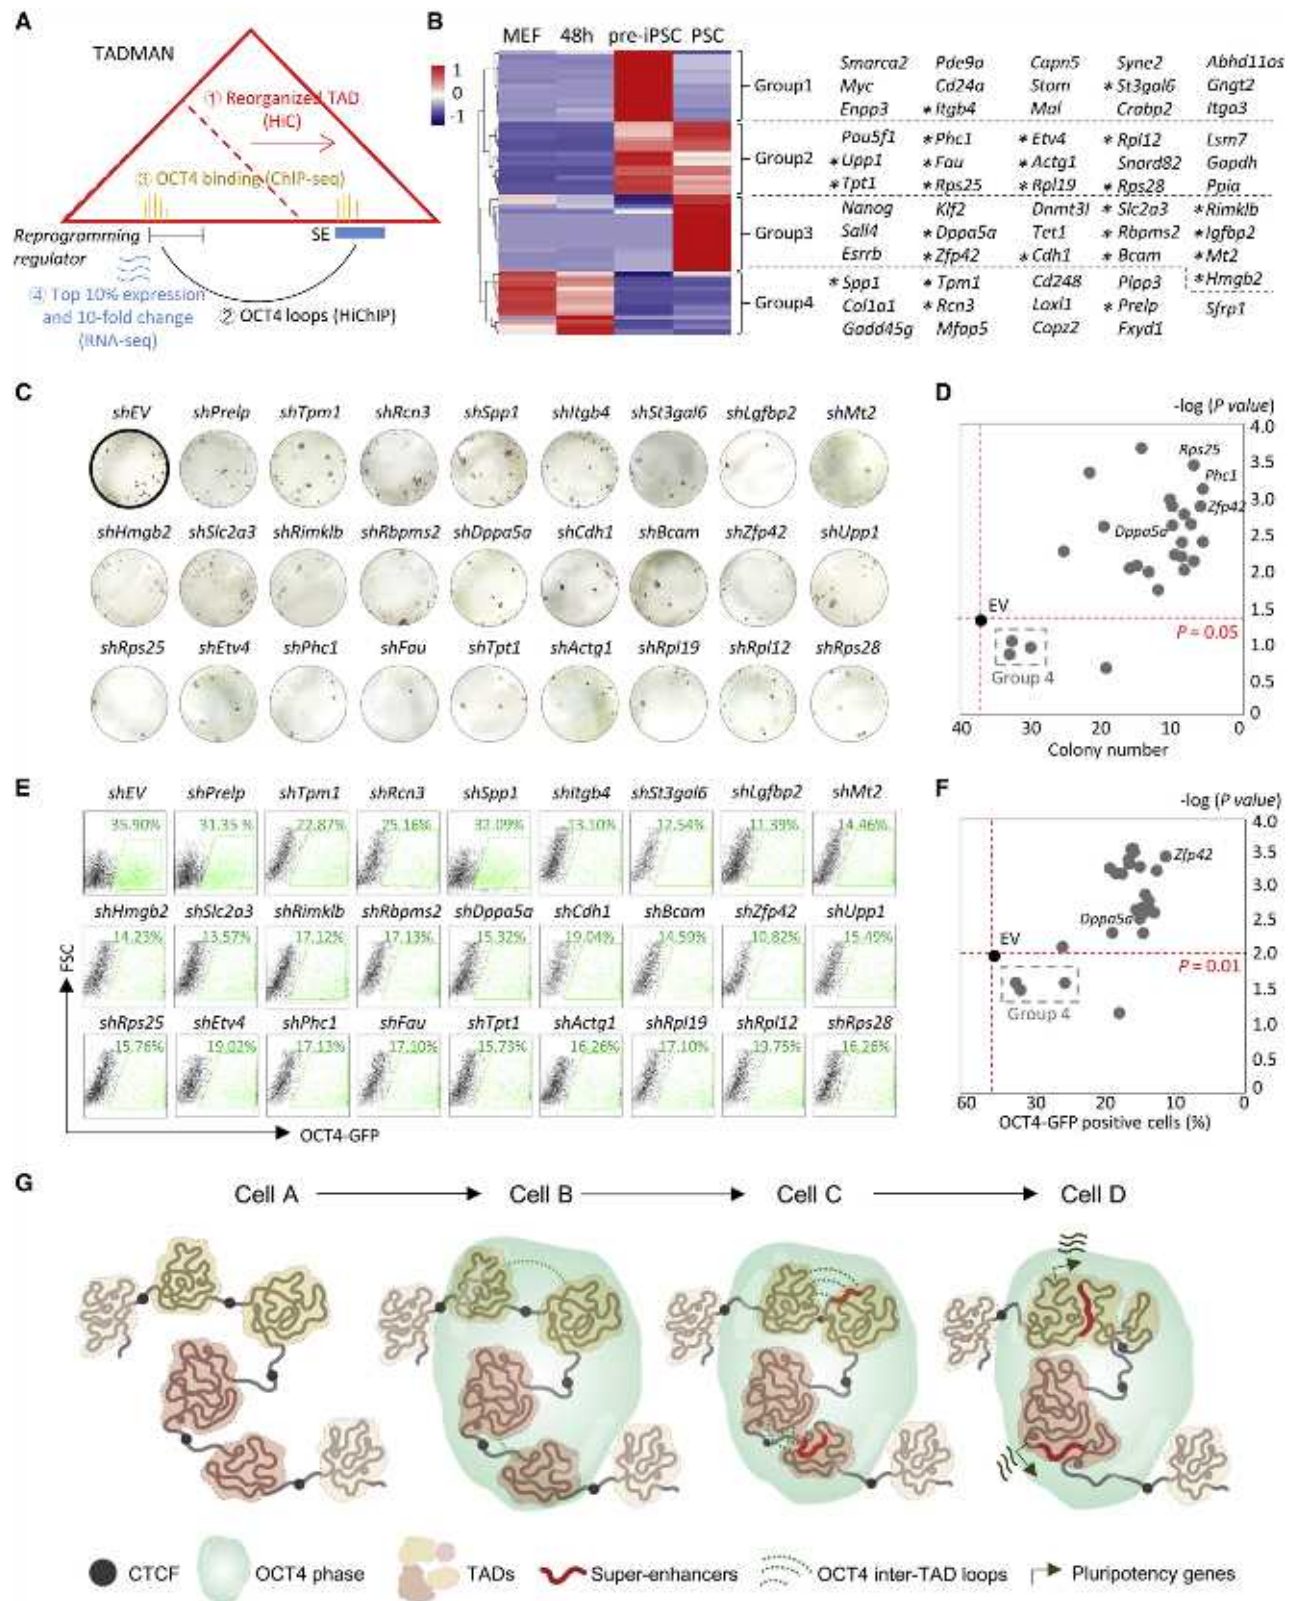 A
TADMAN
① Reorganized TAD
(HiC)
③ OCT4 binding (ChIP-seq)
Reprogramming
regulator
SE
④ Top 10% expression
and 10-fold change
(RNA-seq)
② OCT4 loops (HiChIP)
B
MEF 48h pre-iPSC PSC
1
0
-1
Group1
Group2
Group3
Group4
Smarca2 Pde9a Capn5 Syne2 Abhd11os
Myc Cd24a Stom * St3gal6 Gngt2
Enpp3 * Itgb4 Mal Crabp2 Itga3
Pou5f1 * Phc1 * Etv4 * Rpl12 Lsm7
* Upp1 * Fau * Actg1 Snord82 Gapdh
* Tpt1 * Rps25 * Rpl19 * Rps28 Ppia
Nanog Klf2 Dnmt3l * Slc2a3 * Rimklb
Sall4 * Dppa5a Tet1 * Rbpms2 * Igfbp2
Esrrb * Zfp42 * Cdh1 * Bcam * Mt2
* Hmgb2
* Spp1 * Tpm1 Cd248 Plpp3
Col1a1 * Rcn3 Loxl1 * Prelp Sfrp1
Gadd45g Mfap5 Copz2 Fxyd1
C
shEV shPrelp shTpm1 shRcn3 shSpp1 shItgb4 shSt3gal6 shLgfbp2 shMt2
shHmgb2 shSlc2a3 shRimklb shRbpms2 shDppa5a shCdh1 shBcam shZfp42 shUpp1
shRps25 shEtv4 shPhc1 shFau shTpt1 shActg1 shRpl19 shRpl12 shRps28
D
-log (P value)
4.0
3.5
3.0
2.5
2.0
1.5
1.0
0.5
0
Rps25
Phc1
Zfp42
Dppa5a
EV
P = 0.05
Group 4
40 30 20 10 0
Colony number
E
shEV shPrelp shTpm1 shRcn3 shSpp1 shItgb4 shSt3gal6 shLgfbp2 shMt2
35.90% 31.35 % 22.87% 25.16% 32.09% 13.10% 12.54% 11.39% 14.46%
shHmgb2 shSlc2a3 shRimklb shRbpms2 shDppa5a shCdh1 shBcam shZfp42 shUpp1
14.23% 13.57% 17.12% 17.13% 15.32% 19.04% 14.59% 10.82% 15.49%
shRps25 shEtv4 shPhc1 shFau shTpt1 shActg1 shRpl19 shRpl12 shRps28
15.76% 19.02% 17.13% 17.10% 15.73% 16.26% 17.10% 19.75% 16.26%
FSC
OCT4-GFP
F
-log (P value)
4.0
3.5
3.0
2.5
2.0
1.5
1.0
0.5
0
Zfp42
Dppa5a
EV
P = 0.01
Group 4
60 30 20 10 0
OCT4-GFP positive cells (%)
G
Cell A Cell B Cell C Cell D
CTCF OCT4 phase TADs Super-enhancers OCT4 inter-TAD loops Pluripotency genes